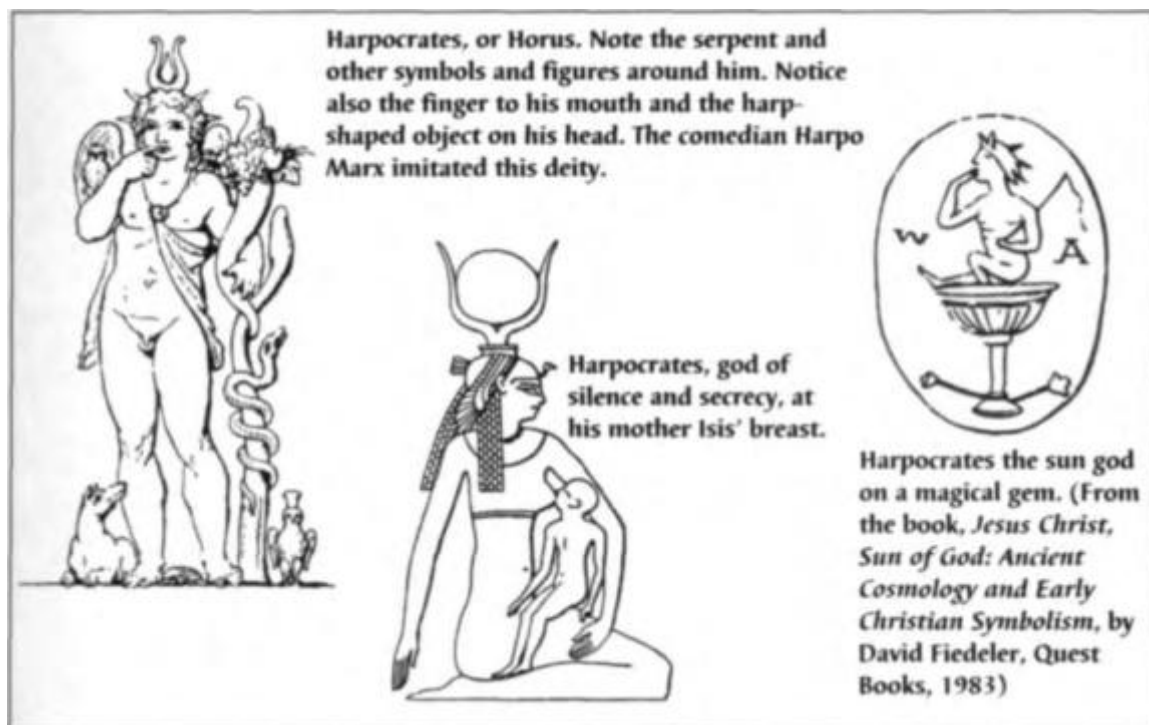 Harpocrates, or Horus. Note the serpent and
other symbols and figures around him. Notice
also the finger to his mouth and the harp-
shaped object on his head. The comedian Harpo
Marx imitated this deity.
Harpocrates, god of
silence and secrecy, at
his mother Isis' breast.
W
A
Harpocrates the sun god
on a magical gem. (From
the book, Jesus Christ,
Sun of God: Ancient
Cosmology and Early
Christian Symbolism, by
David Fiedeler, Quest
Books, 1983)